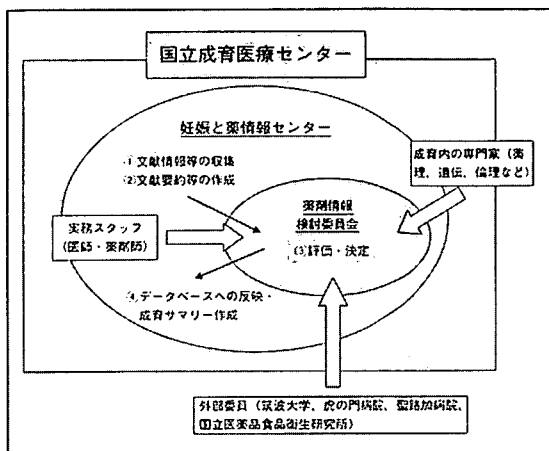 国立成育医療センター
妊娠と薬情報センター
①文献情報等の収集
②文献要約等の作成
成育内の専門家（薬
理、遺伝、倫理など）
薬剤情報
検討委員会
③評価・決定
実務スタッフ
（医師・薬剤師）
④データベースへの反映・
成育サマリー作成
外部委員（筑波大学、虎の門病院、聖路加病院、
国立医薬品食品衛生研究所）